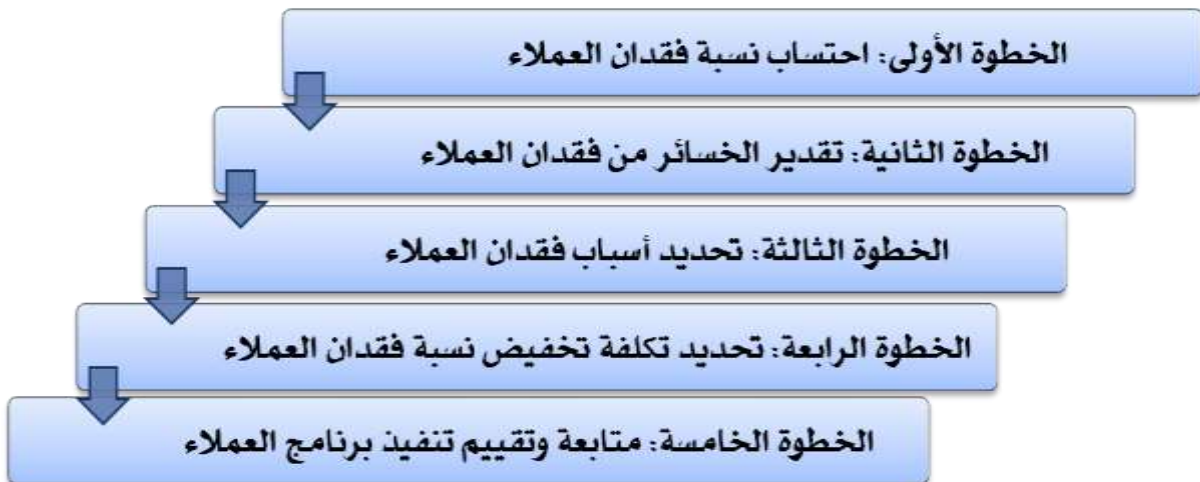 الخطوة الأولى: احتساب نسبة فقدان العملاء
الخطوة الثانية: تقدير الخسائر من فقدان العملاء
الخطوة الثالثة: تحديد أسباب فقدان العملاء
الخطوة الرابعة: تحديد تكلفة تخفيض نسبة فقدان العملاء
الخطوة الخامسة: متابعة وتقييم تنفيذ برنامج العملاء